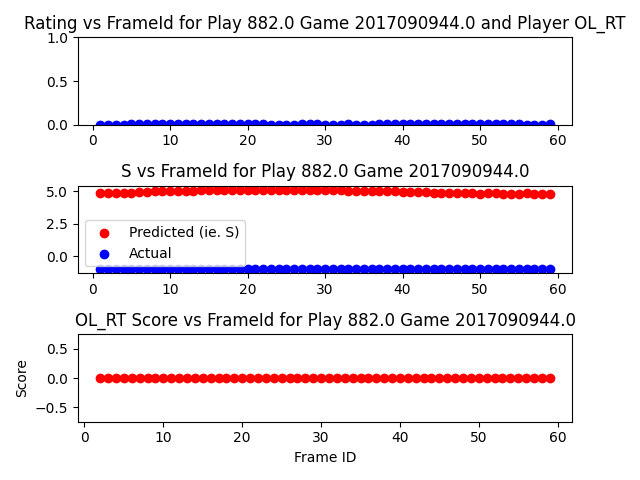 Rating vs FrameId for Play 882.0 Game 2017090944.0 and Player OL_RT
1.0
0.5
0.0
0 10 20 30 40 50 60
S vs FrameId for Play 882.0 Game 2017090944.0
5.0
2.5
0.0
Predicted (ie. S)
Actual
0 10 20 30 40 50 60
OL_RT Score vs FrameId for Play 882.0 Game 2017090944.0
Score
0.5
0.0
−0.5
0 10 20 30 40 50 60
Frame ID